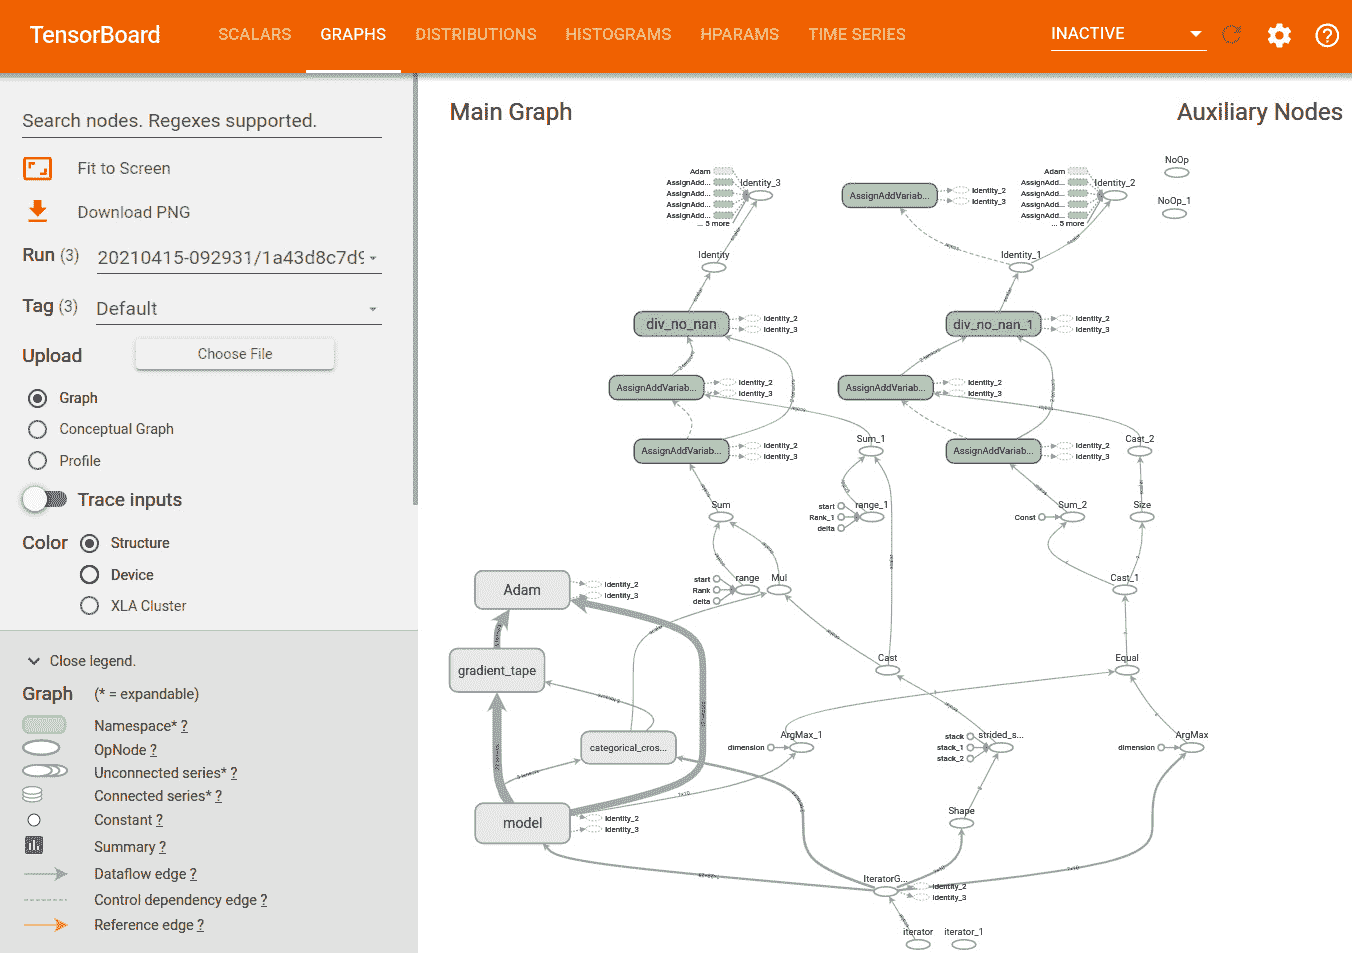 TensorBoard
SCALARS
GRAPHS
DISTRIBUTIONS
HISTOGRAMS
HPARAMS
TIME SERIES
INACTIVE
Search nodes. Regexes supported.
Fit to Screen
Download PNG
Run (3)
20210415-092931/1a43d8c7d
Tag (3)
Default
Upload
Choose File
Graph
Conceptual Graph
Profile
Trace inputs
Color
Structure
Device
XLA Cluster
Close legend.
Graph (* = expandable)
Namespace* ?
OpNode ?
Unconnected series* ?
Connected series* ?
Constant ?
Summary ?
Dataflow edge ?
Control dependency edge ?
Reference edge ?
Main Graph
Auxiliary Nodes
NoOp
NoOp_1
Adam
AssignAdd...
AssignAdd...
AssignAdd...
AssignAdd...
... 5 more
Identity_3
AssignAddVariab...
Identity_2
Identity_3
Adam
AssignAdd...
AssignAdd...
AssignAdd...
AssignAdd...
... 5 more
Identity_2
Identity
Identity_1
div_no_nan
Identity_2
Identity_3
div_no_nan_1
Identity_2
Identity_3
AssignAddVariab...
Identity_2
Identity_3
AssignAddVariab...
Identity_2
Identity_3
AssignAddVariab...
Identity_2
Identity_3
Sum_1
AssignAddVariab...
Identity_2
Identity_3
Cast_2
Sum
start
Rank_1
delta
range_1
Const
Sum_2
Size
Adam
Identity_2
Identity_3
start
Rank
delta
range
Mul
Cast_1
gradient_tape
Cast
Equal
categorical_cros...
dimension
ArgMax_1
stack
stack_1
stack_2
strided_s...
dimension
ArgMax
model
Identity_2
Identity_3
Shape
IteratorG...
Identity_2
Identity_3
iterator
iterator_1